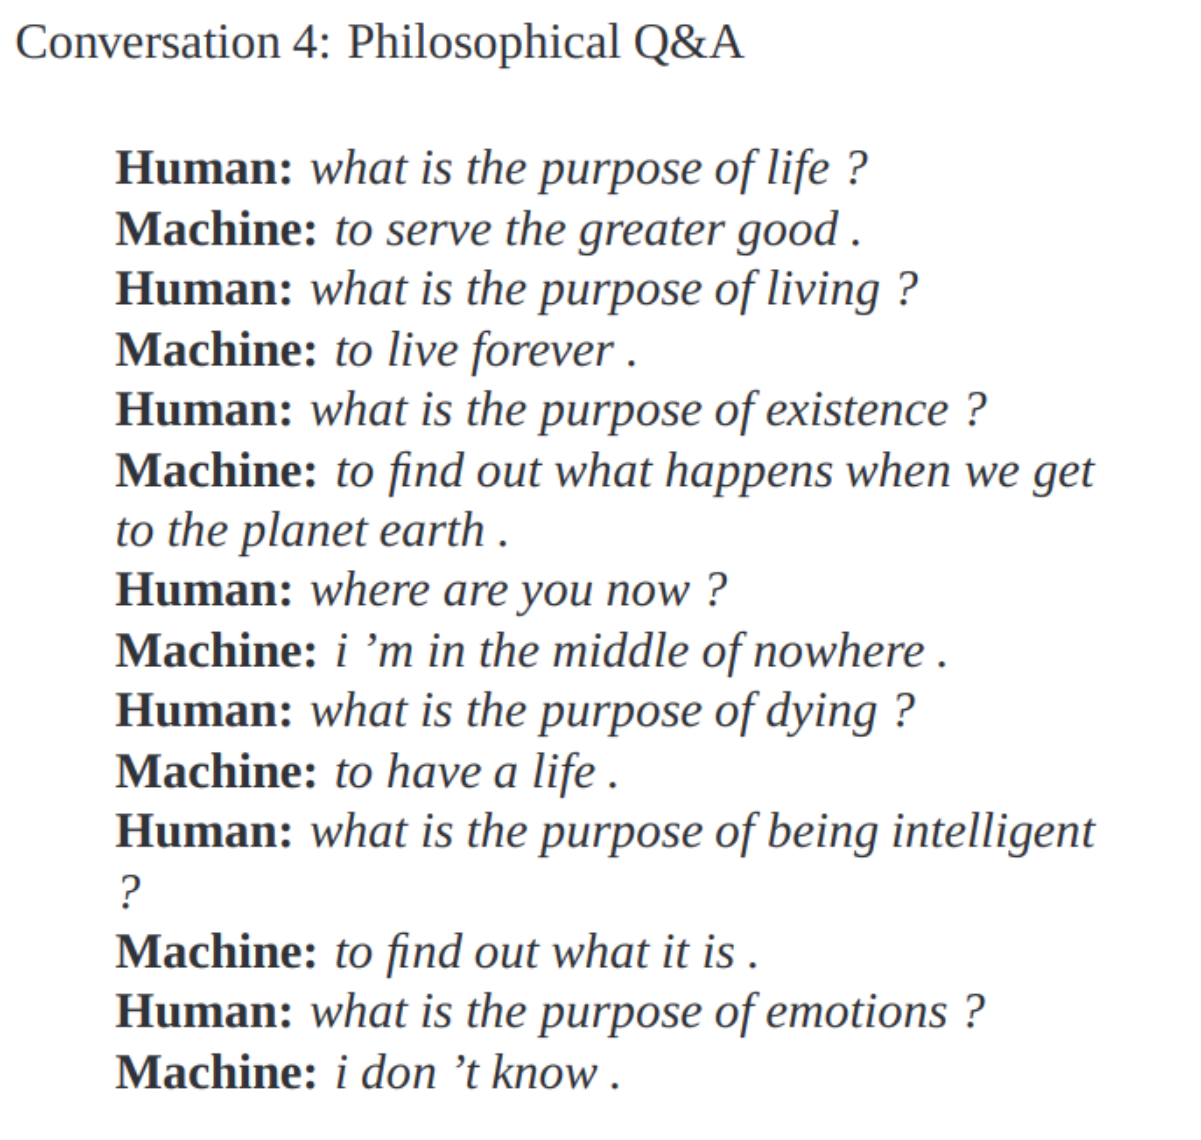 Conversation 4: Philosophical Q&A
Human: what is the purpose of life ?
Machine: to serve the greater good .
Human: what is the purpose of living ?
Machine: to live forever .
Human: what is the purpose of existence ?
Machine: to find out what happens when we get
to the planet earth .
Human: where are you now ?
Machine: i ’m in the middle of nowhere .
Human: what is the purpose of dying ?
Machine: to have a life .
Human: what is the purpose of being intelligent
?
Machine: to find out what it is .
Human: what is the purpose of emotions ?
Machine: i don ’t know .